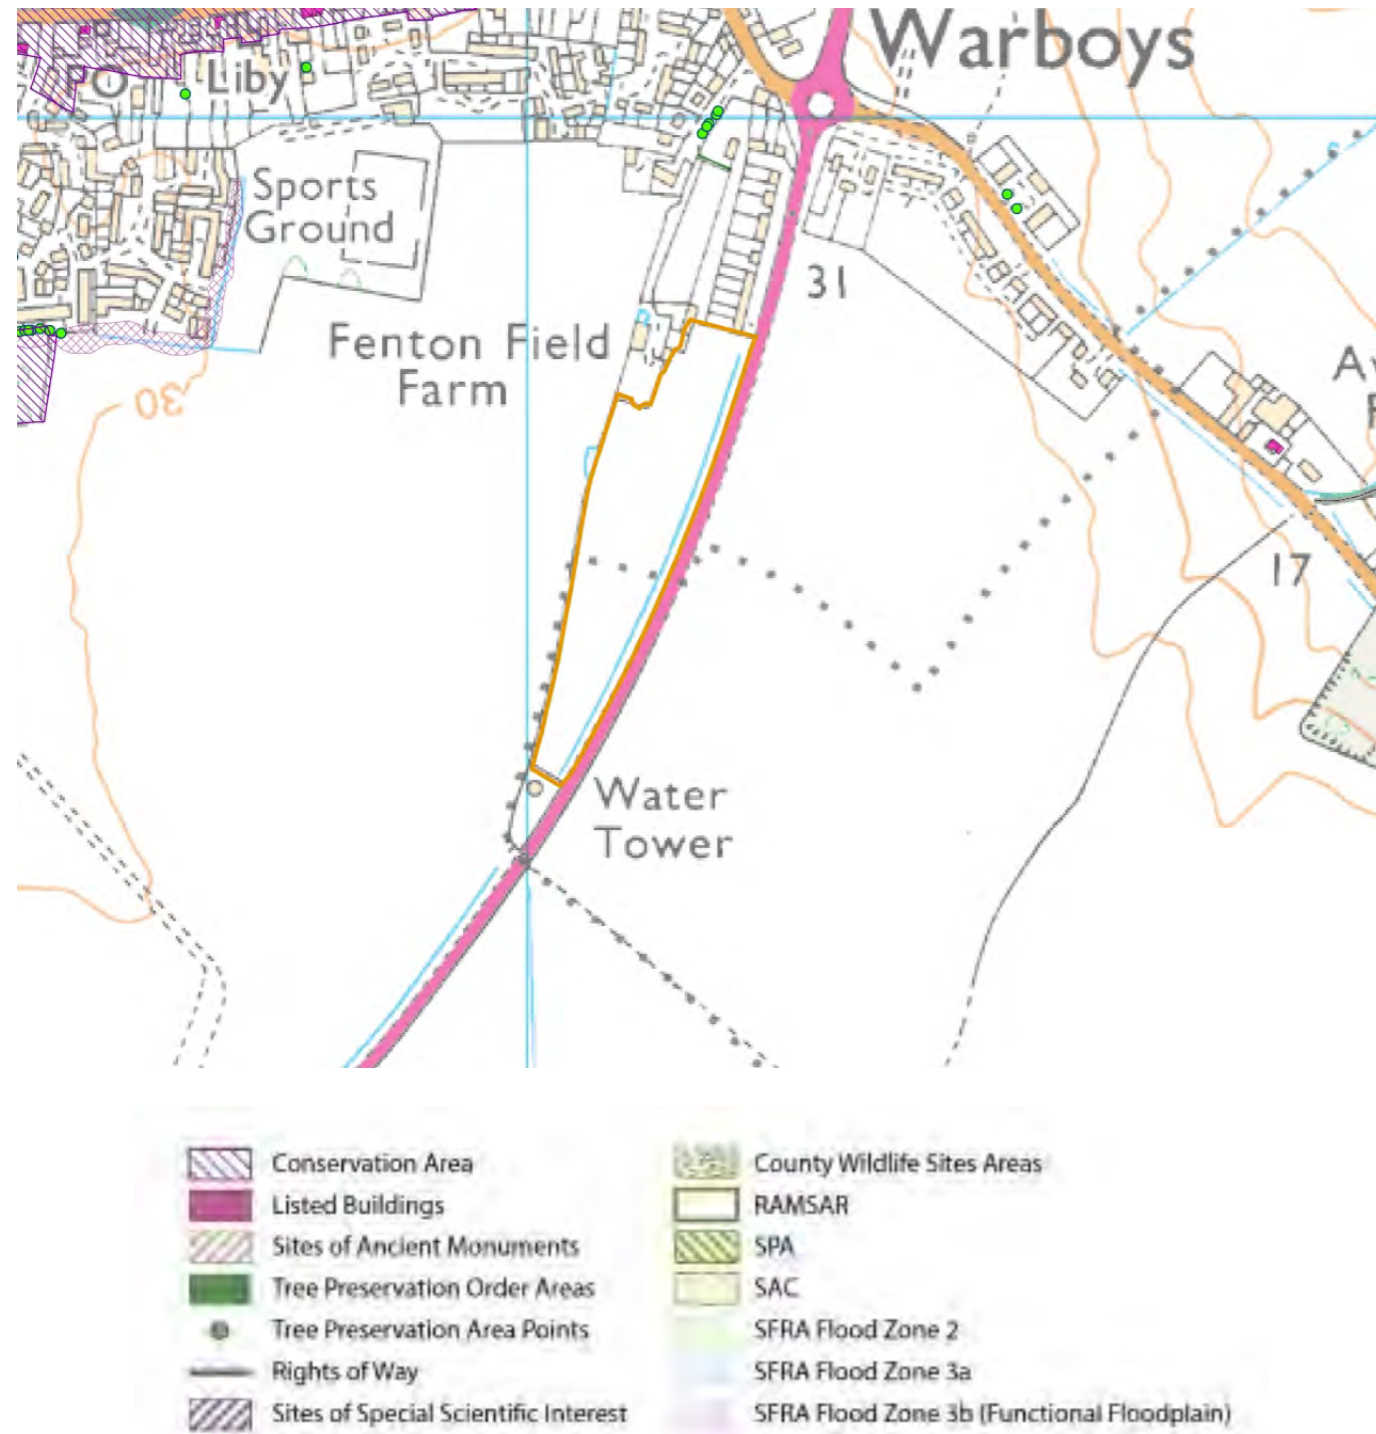 Warboys
PO
Liby
Sports
Ground
31
Fenton Field
Farm
30
17
Water
Tower
Conservation Area
Listed Buildings
Sites of Ancient Monuments
Tree Preservation Order Areas
Tree Preservation Area Points
Rights of Way
Sites of Special Scientific Interest
County Wildlife Sites Areas
RAMSAR
SPA
SAC
SFRA Flood Zone 2
SFRA Flood Zone 3a
SFRA Flood Zone 3b (Functional Floodplain)